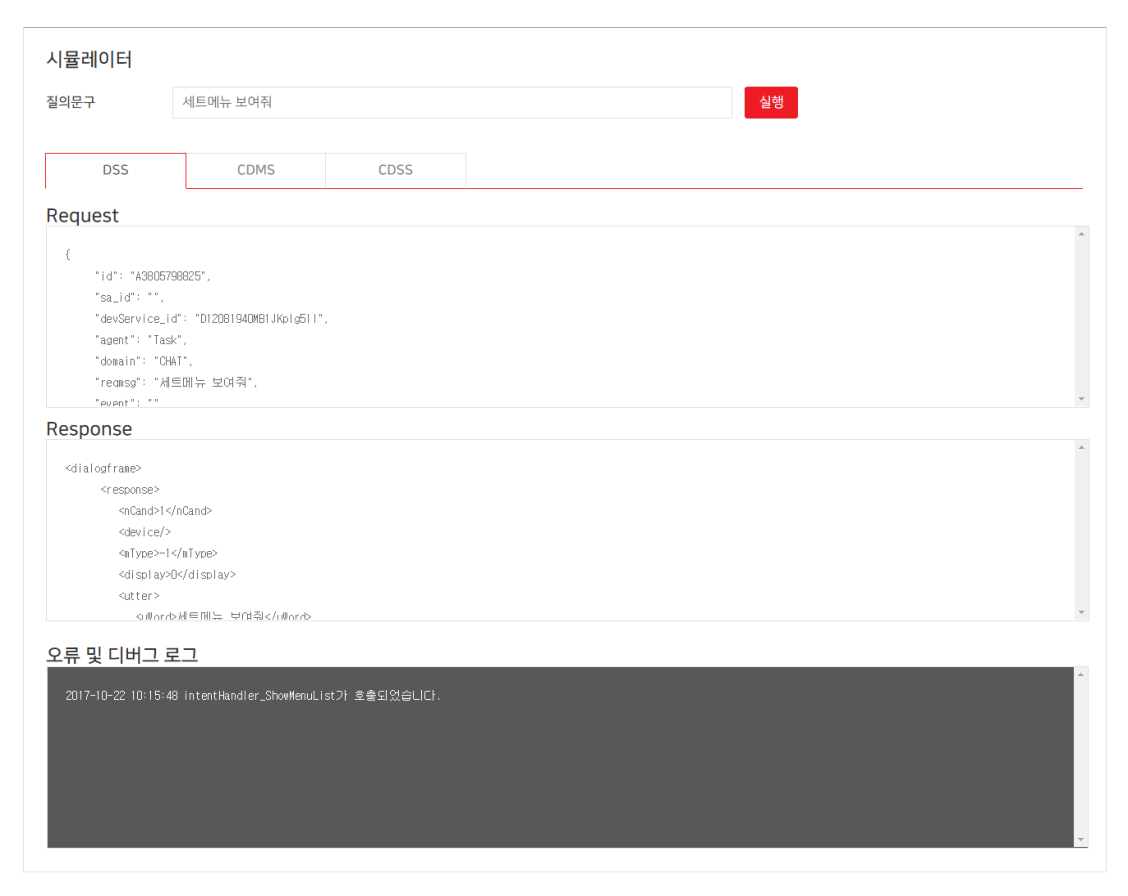 시뮬레이터
질의문구 세트메뉴 보여줘 실행
DSS CDMS CDSS
Request
{
"id": "A3805798825",
"sa_id": "",
"devService_id": "D12081940MB1JKplg5ll",
"agent": "Task",
"domain": "CHAT",
"reqmsg": "세트메뉴 보여줘",
"event": ""
Response
<dialogframe>
<response>
<nCand>1</nCand>
<device/>
<mType>-1</mType>
<display>0</display>
<utter>
<uWord>세트메뉴 보여줘</uWord>
오류 및 디버그 로그
2017-10-22 10:15:48 intentHandler_ShowMenuList가 호출되었습니다.